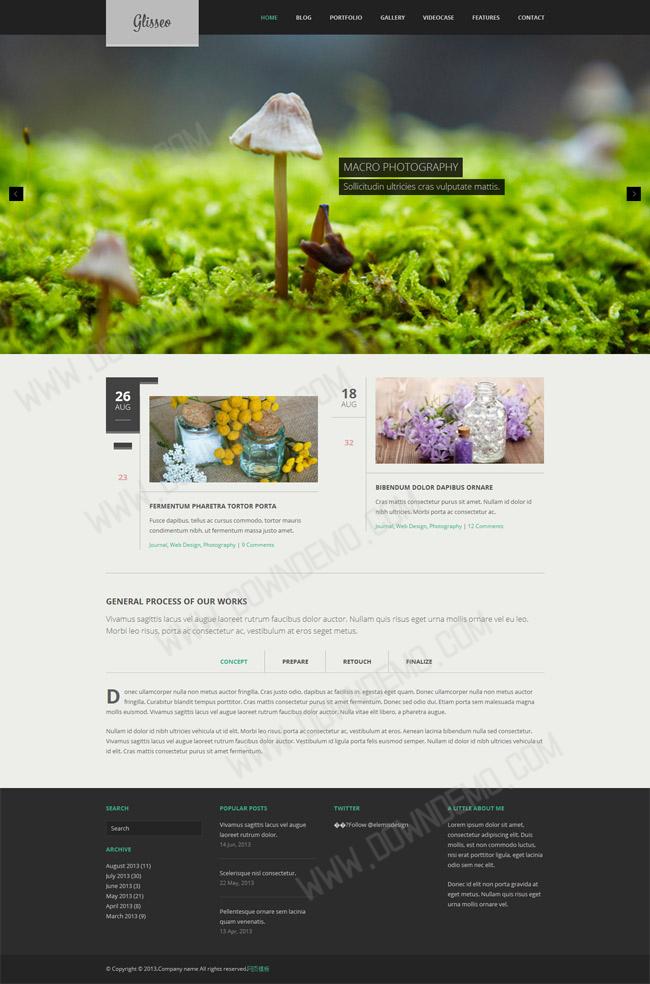 Glisseo
HOME BLOG PORTFOLIO GALLERY VIDEOCASE FEATURES CONTACT
MACRO PHOTOGRAPHY
Sollicitudin ultricies cras vulputate mattis.
26
AUG
23
FERMENTUM PHARETRA TORTOR PORTA
Fusce dapibus, tellus ac cursus commodo, tortor mauris
condimentum nibh, ut fermentum massa justo amet.
Journal, Web Design, Photography | 9 Comments
18
AUG
32
BIBENDUM DOLOR DAPIBUS ORNARE
Cras mattis consectetur purus sit amet. Nullam id dolor id
nibh ultricies. Morbi porta ac consectetur ac.
Journal, Web Design, Photography | 12 Comments
GENERAL PROCESS OF OUR WORKS
Vivamus sagittis lacus vel augue laoreet rutrum faucibus dolor auctor. Nullam quis risus eget urna mollis ornare vel eu leo.
Morbi leo risus, porta ac consectetur ac, vestibulum at eros seget metus.
CONCEPT PREPARE RETOUCH FINALIZE
Donec ullamcorper nulla non metus auctor fringilla. Cras justo odio, dapibus ac facilisis in, egestas eget quam. Donec ullamcorper nulla non metus auctor
fringilla. Curabitur blandit tempus porttitor. Cras mattis consectetur purus sit amet fermentum. Donec sed odio dui. Etiam porta sem malesuada magna
mollis euismod. Vivamus sagittis lacus vel augue laoreet rutrum faucibus dolor auctor. Nulla vitae elit libero, a pharetra augue.
Nullam id dolor id nibh ultricies vehicula ut id elit. Morbi leo risus, porta ac consectetur ac, vestibulum at eros. Aenean lacinia bibendum nulla sed consectetur.
Vivamus sagittis lacus vel augue laoreet rutrum faucibus dolor auctor. Vestibulum id ligula porta felis euismod semper. Nullam id dolor id nibh ultricies vehicula ut
id elit. Cras mattis consectetur purus sit amet fermentum.
SEARCH
Search
ARCHIVE
August 2013 (11)
July 2013 (30)
June 2013 (3)
May 2013 (21)
April 2013 (8)
March 2013 (9)
POPULAR POSTS
Vivamus sagittis lacus vel augue
laoreet rutrum dolor.
14 Jun, 2013
Scelerisque nisl consectetur.
22 May, 2013
Pellentesque ornare sem lacinia
quam venenatis.
13 Apr, 2013
TWITTER
��?Follow @elemisdesign
A LITTLE ABOUT ME
Lorem ipsum dolor sit amet,
consectetur adipiscing elit. Duis
mollis, est non commodo luctus,
nisi erat porttitor ligula, eget lacinia
odio sem nec elit.
Donec id elit non porta gravida at
eget metus. Nullam quis risus eget
urna mollis ornare vel.
© Copyright © 2013.Company name All rights reserved.网页模板
WWW.DOWNDEMO.COM
WWW.DOWNDEMO.COM
WWW.DOWNDEMO.COM
WWW.DOWNDEMO.COM
WWW.DOWNDEMO.COM